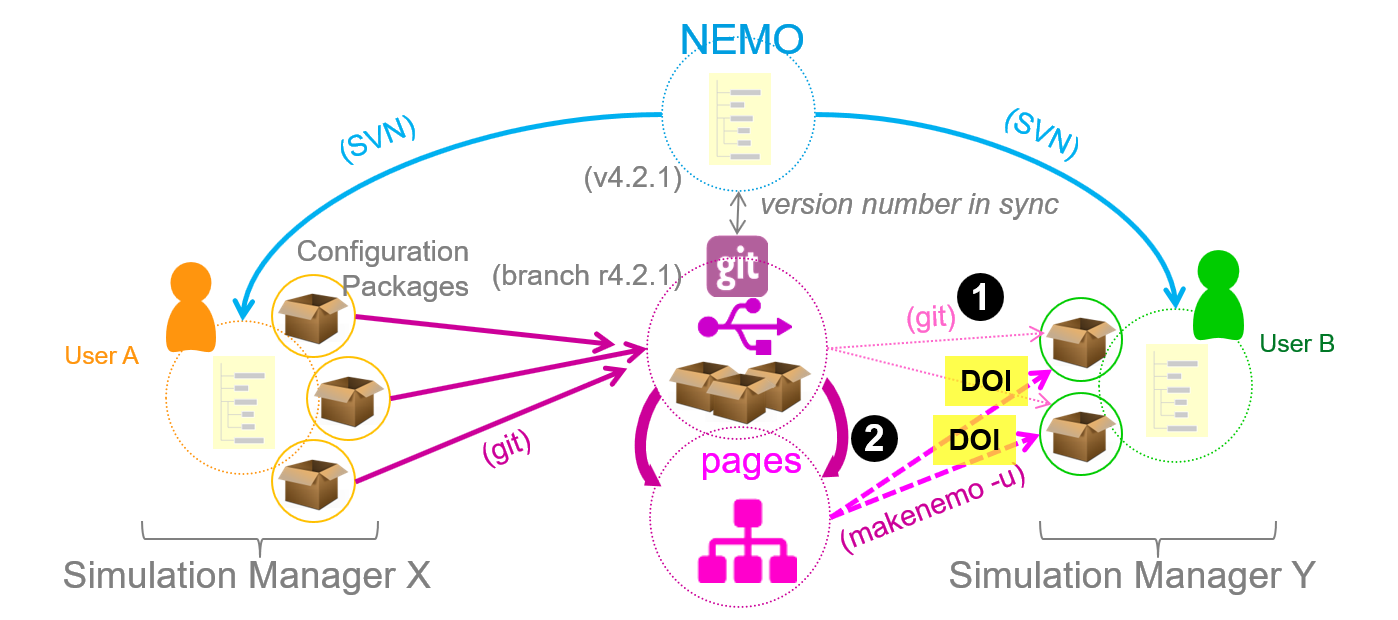 NEMO
(SVN)
(SVN)
(v4.2.1)
version number in sync
Configuration
Packages
(branch r4.2.1)
git
1
(git)
User A
User B
DOI
DOI
2
(git)
pages
(makenemo -u)
Simulation Manager X
Simulation Manager Y